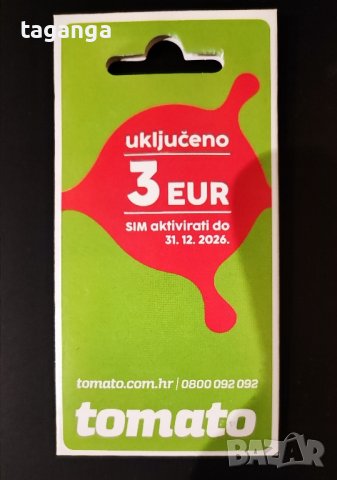 taganga
uključeno
3 EUR
SIM aktivirati do
31. 12. 2026.
tomato.com.hr | 0800 092 092
tomato
BAZAR